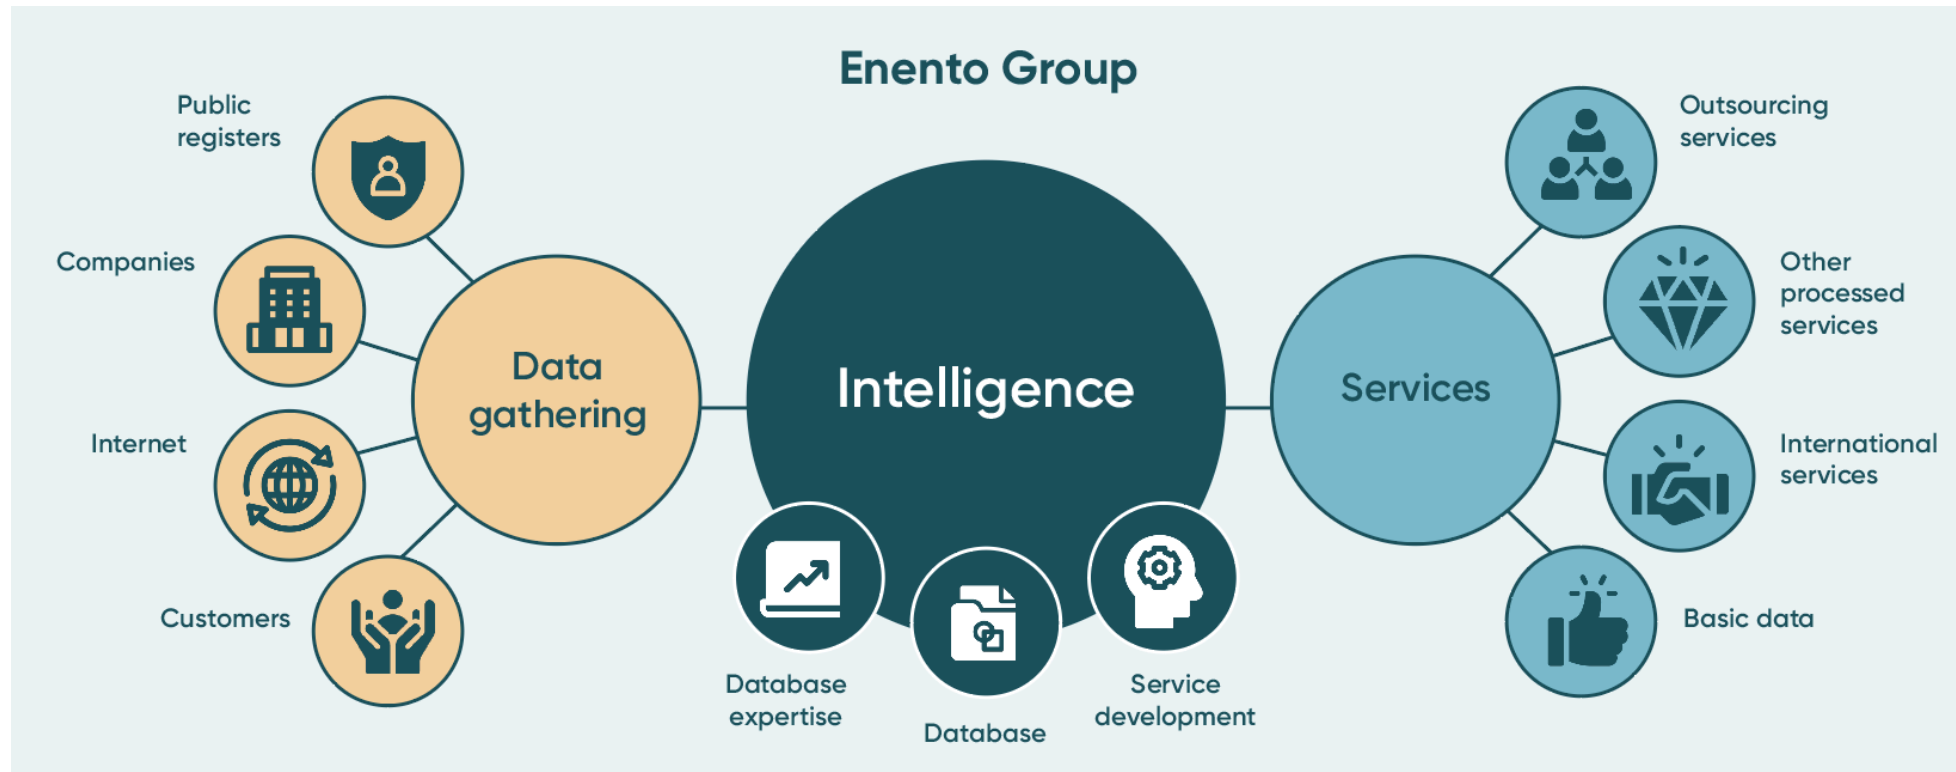 Enento Group
Public
registers
Companies
Internet
Customers
Data
gathering
Intelligence
Database
expertise
Database
Service
development
Services
Outsourcing
services
Other
processed
services
International
services
Basic data